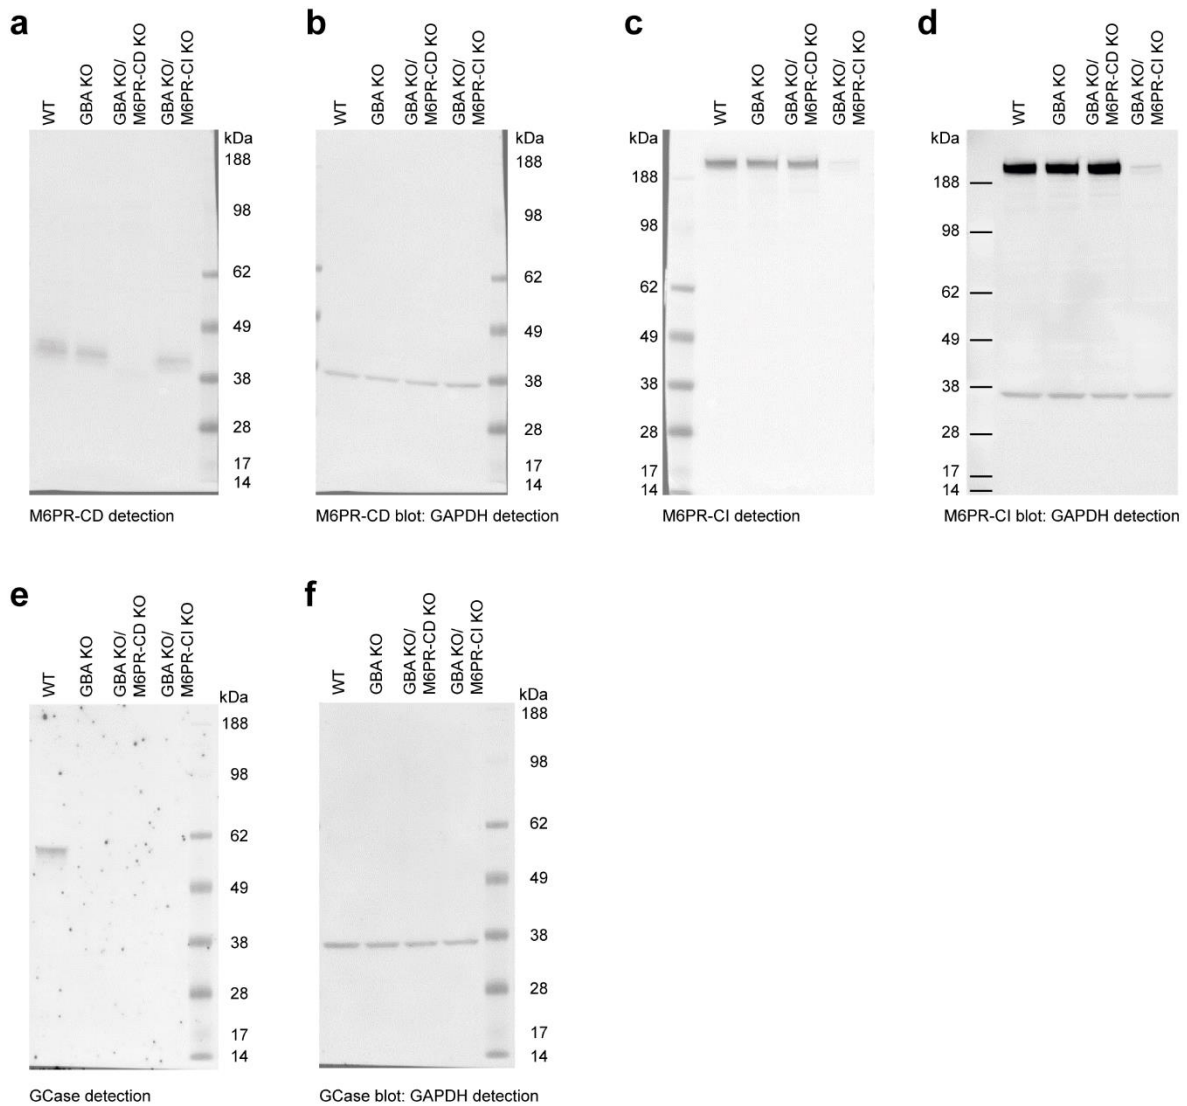 a
WT
GBA KO
GBA KO/
M6PR-CD KO
GBA KO/
M6PR-CI KO
kDa
188
98
62
49
38
28
17
14
M6PR-CD detection
b
WT
GBA KO
GBA KO/
M6PR-CD KO
GBA KO/
M6PR-CI KO
kDa
188
98
62
49
38
28
17
14
M6PR-CD blot: GAPDH detection
c
WT
GBA KO
GBA KO/
M6PR-CD KO
GBA KO/
M6PR-CI KO
kDa
188
98
62
49
38
28
17
14
M6PR-CI detection
d
WT
GBA KO
GBA KO/
M6PR-CD KO
GBA KO/
M6PR-CI KO
kDa
188
98
62
49
38
28
17
14
M6PR-CI blot: GAPDH detection
e
WT
GBA KO
GBA KO/
M6PR-CD KO
GBA KO/
M6PR-CI KO
kDa
188
98
62
49
38
28
17
14
GCase detection
f
WT
GBA KO
GBA KO/
M6PR-CD KO
GBA KO/
M6PR-CI KO
kDa
188
98
62
49
38
28
17
14
GCase blot: GAPDH detection